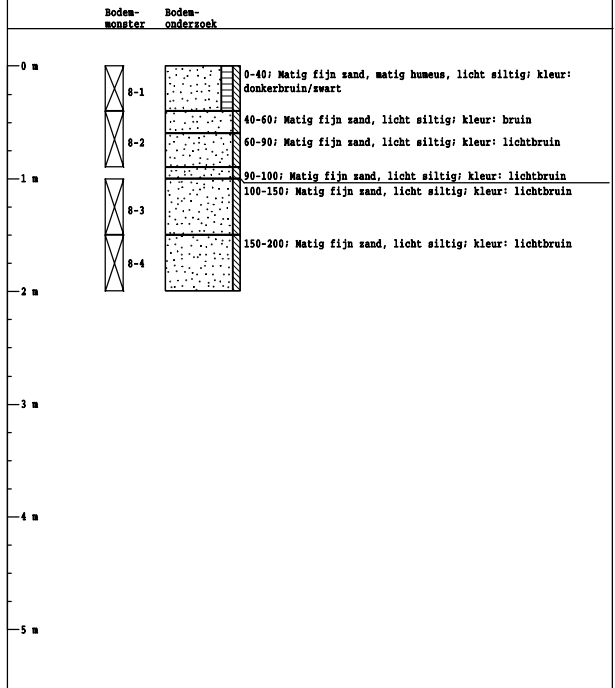 Bodem- Bodem-
monster onderzoek
0 m
0-40; Matig fijn zand, matig humeus, licht siltig; kleur:
donkerbruin/zwart
8-1
40-60; Matig fijn zand, licht siltig; kleur: bruin
8-2
60-90; Matig fijn zand, licht siltig; kleur: lichtbruin
90-100; Matig fijn zand, licht siltig; kleur: lichtbruin
1 m
100-150; Matig fijn zand, licht siltig; kleur: lichtbruin
8-3
150-200; Matig fijn zand, licht siltig; kleur: lichtbruin
8-4
2 m
3 m
4 m
5 m